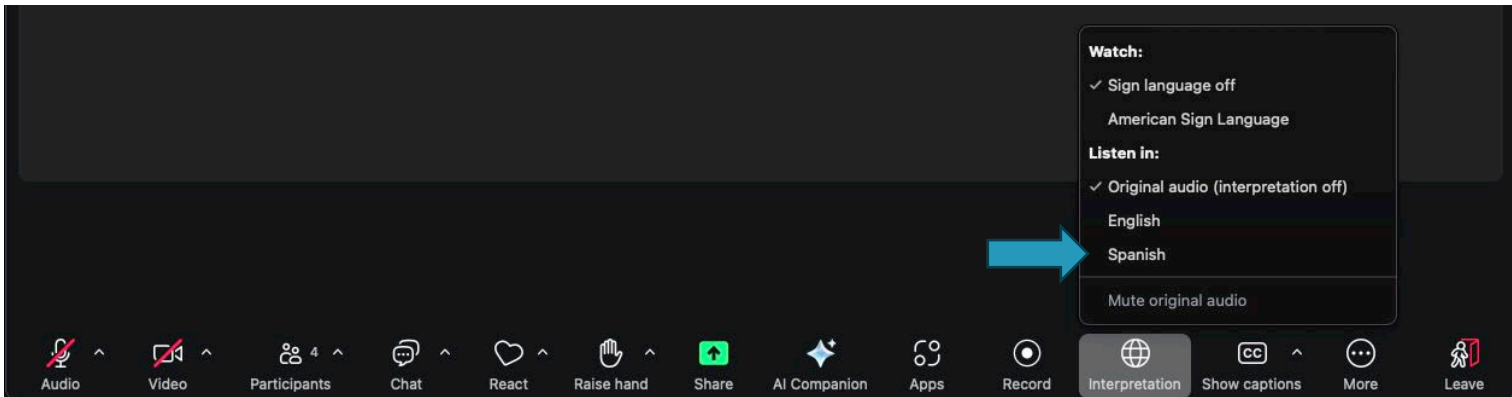 Watch:
✓ Sign language off
American Sign Language
Listen in:
✓ Original audio (interpretation off)
English
Spanish
Mute original audio
4
Audio Video Participants Chat React Raise hand Share AI Companion Apps Record Interpretation CC Show captions More Leave